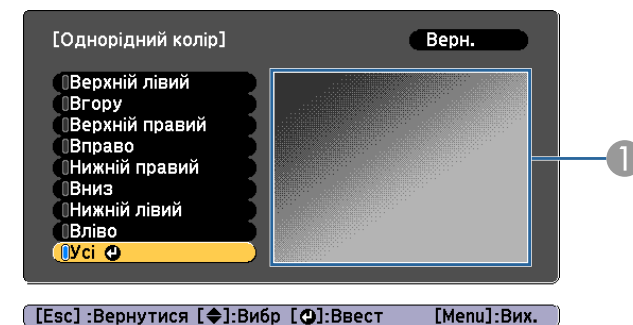 [Однорідний колір] Верн.
Верхній лівий
Вгору
Верхній правий
Вправо
Нижній правий
Вниз
Нижній лівий
Вліво
Усі
1
[Esc] :Вернутися [◆]:Вибр [↵]:Ввест [Menu]:Вих.